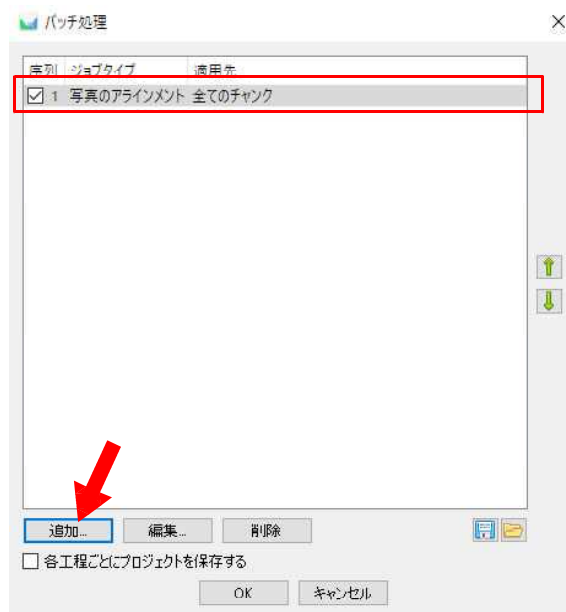 バッチ処理
序列 ジョブタイプ 適用先
1 写真のアラインメント 全てのチャンク
追加... 編集... 削除
各工程ごとにプロジェクトを保存する
OK キャンセル